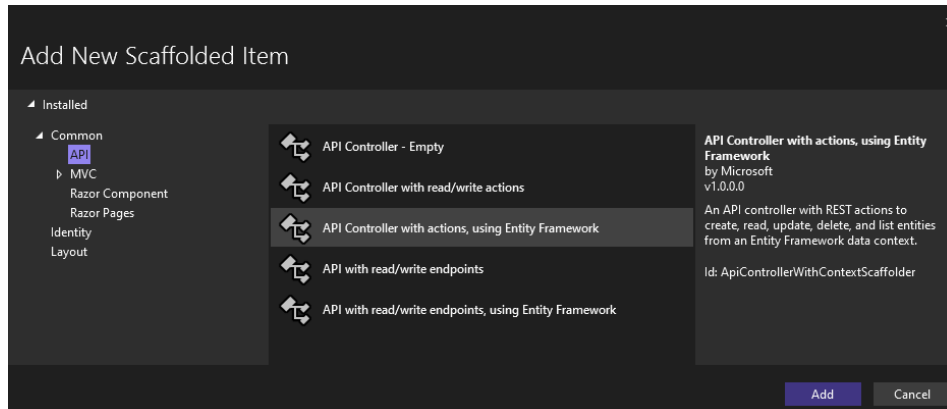 Add New Scaffolded Item
Installed
Common
API
MVC
Razor Component
Razor Pages
Identity
Layout
API Controller - Empty
API Controller with read/write actions
API Controller with actions, using Entity Framework
API with read/write endpoints
API with read/write endpoints, using Entity Framework
API Controller with actions, using Entity
Framework
by Microsoft
v1.0.0.0
An API controller with REST actions to
create, read, update, delete, and list entities
from an Entity Framework data context.
Id: ApiControllerWithContextScaffolder
Add
Cancel